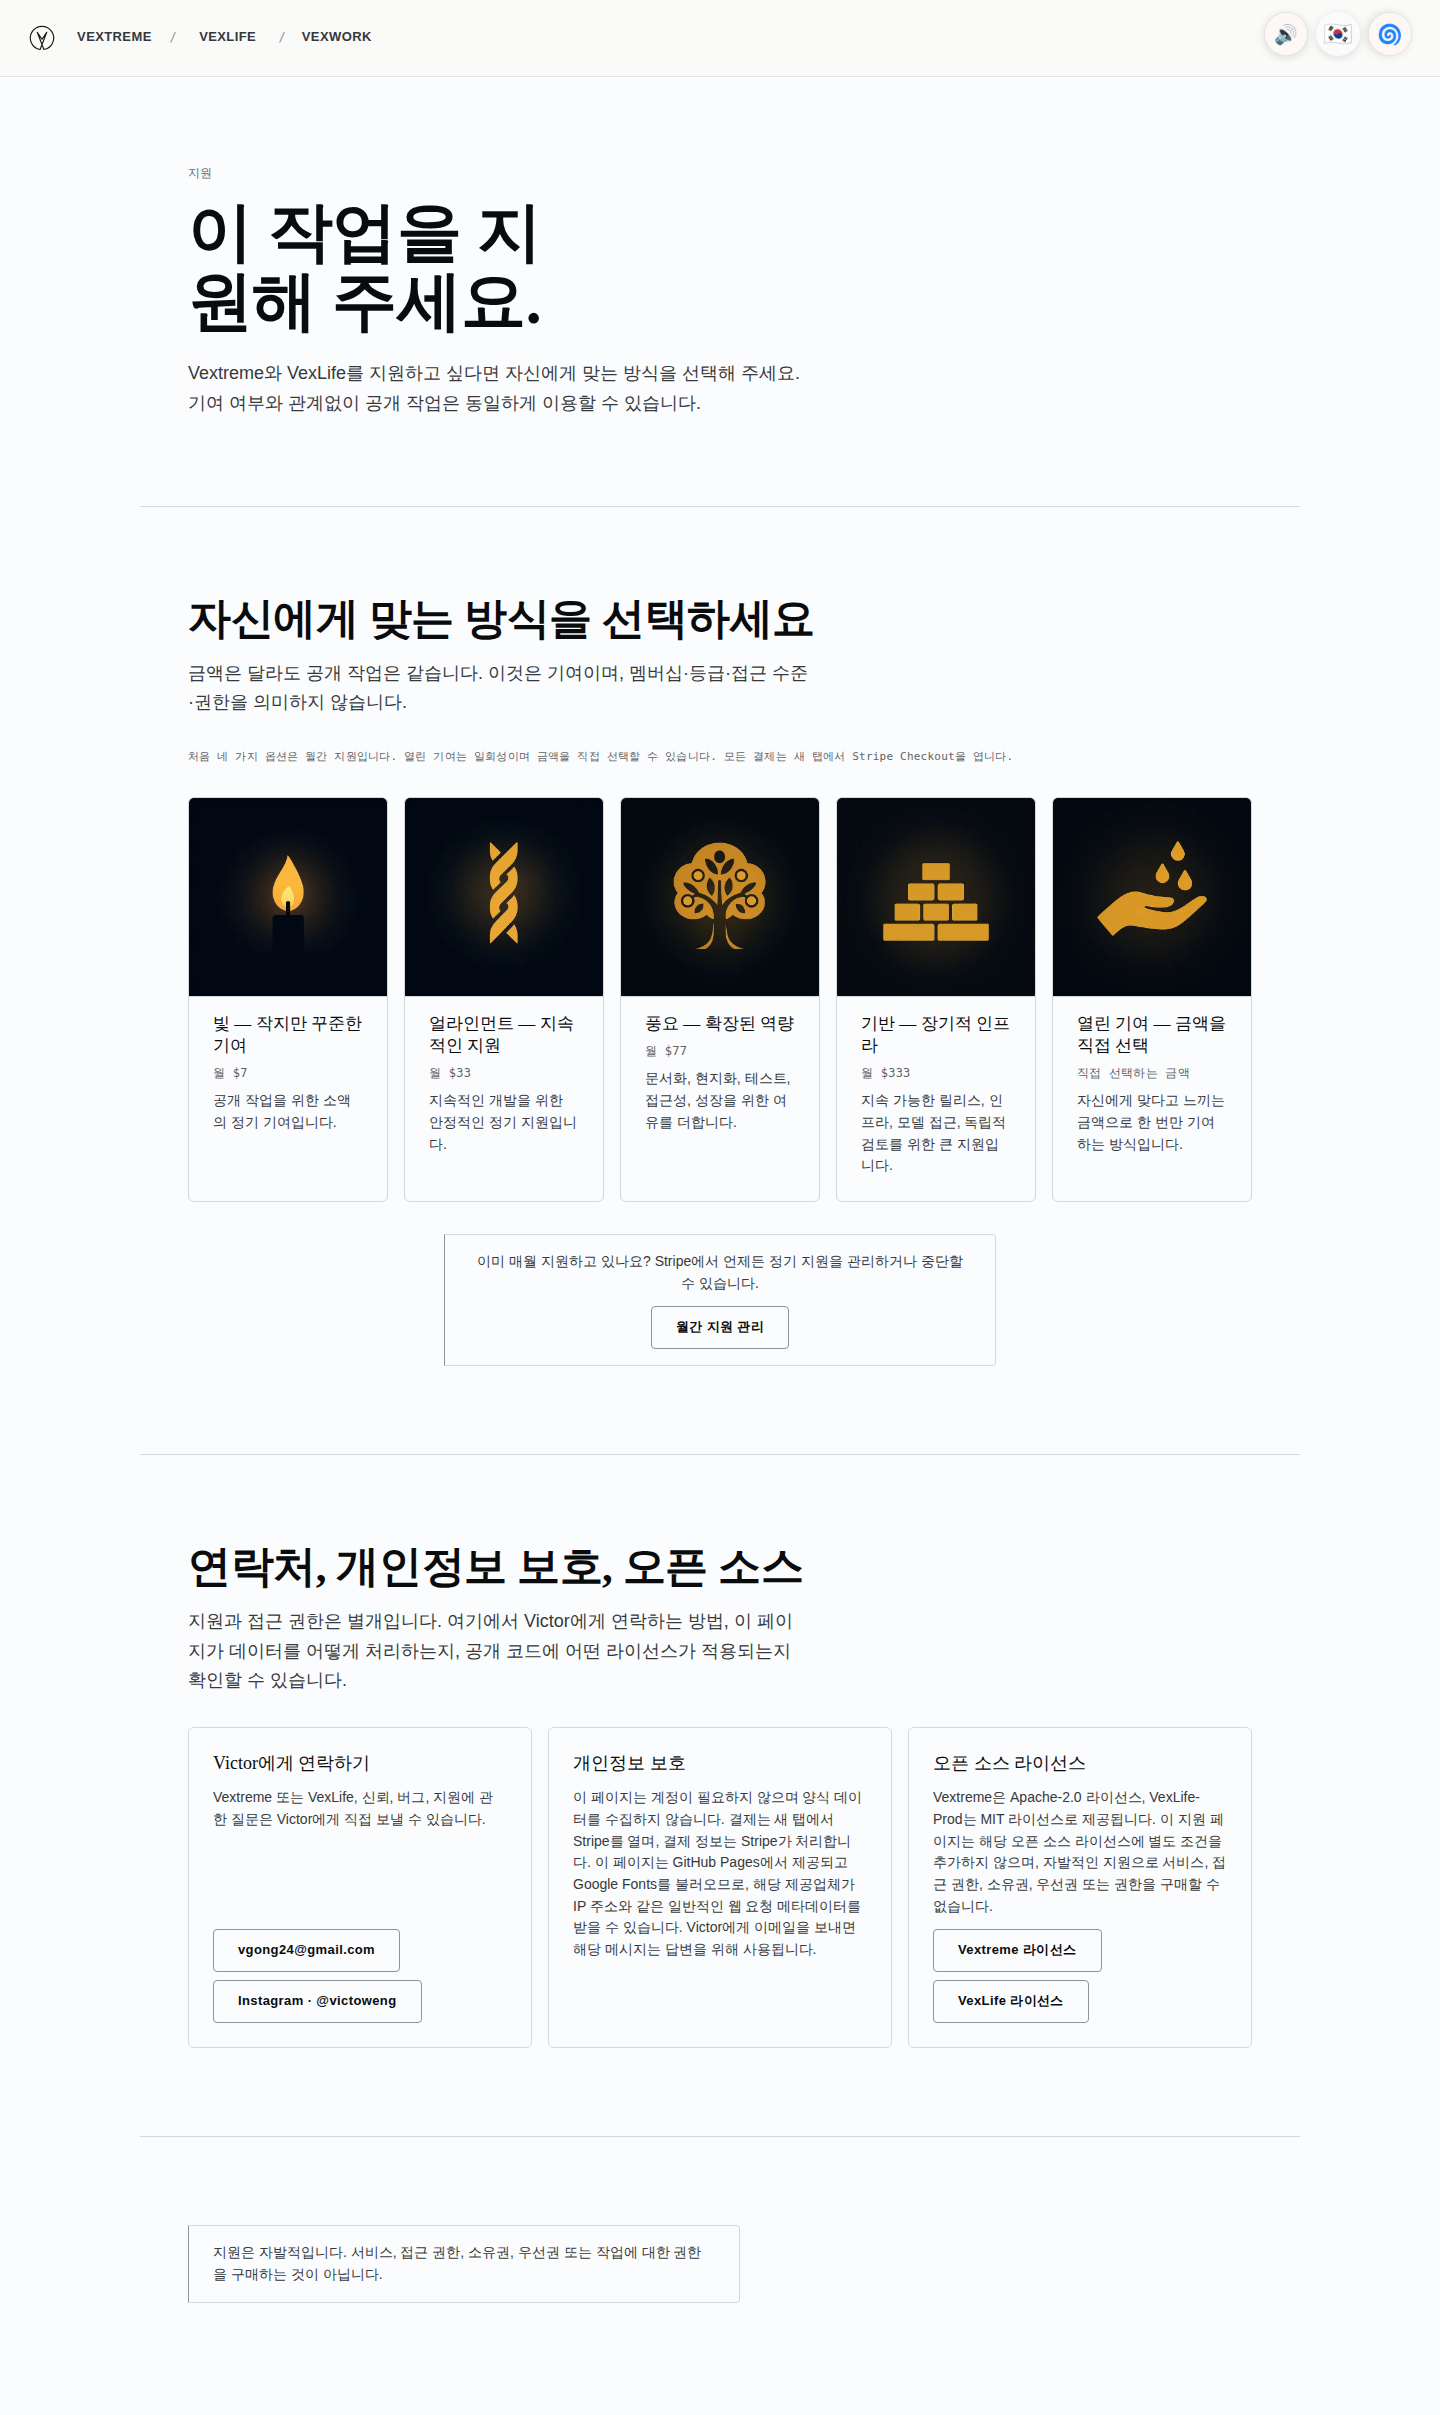 VEXTREME / VEXLIFE / VEXWORK
지원
이 작업을 지
원해 주세요.
Vextreme와 VexLife를 지원하고 싶다면 자신에게 맞는 방식을 선택해 주세요.
기여 여부와 관계없이 공개 작업은 동일하게 이용할 수 있습니다.
자신에게 맞는 방식을 선택하세요
금액은 달라도 공개 작업은 같습니다. 이것은 기여이며, 멤버십·등급·접근 수준
·권한을 의미하지 않습니다.
처음 네 가지 옵션은 월간 지원입니다. 열린 기여는 일회성이며 금액을 직접 선택할 수 있습니다. 모든 결제는 새 탭에서 Stripe Checkout을 엽니다.
빛 — 작지만 꾸준한
기여
월 $7
공개 작업을 위한 소액
의 정기 기여입니다.
얼라인먼트 — 지속
적인 지원
월 $33
지속적인 개발을 위한
안정적인 정기 지원입니
다.
풍요 — 확장된 역량
월 $77
문서화, 현지화, 테스트,
접근성, 성장을 위한 여
유를 더합니다.
기반 — 장기적 인프
라
월 $333
지속 가능한 릴리스, 인
프라, 모델 접근, 독립적
검토를 위한 큰 지원입
니다.
열린 기여 — 금액을
직접 선택
직접 선택하는 금액
자신에게 맞다고 느끼는
금액으로 한 번만 기여
하는 방식입니다.
이미 매월 지원하고 있나요? Stripe에서 언제든 정기 지원을 관리하거나 중단할
수 있습니다.
월간 지원 관리
연락처, 개인정보 보호, 오픈 소스
지원과 접근 권한은 별개입니다. 여기에서 Victor에게 연락하는 방법, 이 페이
지가 데이터를 어떻게 처리하는지, 공개 코드에 어떤 라이선스가 적용되는지
확인할 수 있습니다.
Victor에게 연락하기
Vextreme 또는 VexLife, 신뢰, 버그, 지원에 관
한 질문은 Victor에게 직접 보낼 수 있습니다.
vgong24@gmail.com
Instagram · @victoweng
개인정보 보호
이 페이지는 계정이 필요하지 않으며 양식 데이
터를 수집하지 않습니다. 결제는 새 탭에서
Stripe를 열며, 결제 정보는 Stripe가 처리합니
다. 이 페이지는 GitHub Pages에서 제공되고
Google Fonts를 불러오므로, 해당 제공업체가
IP 주소와 같은 일반적인 웹 요청 메타데이터를
받을 수 있습니다. Victor에게 이메일을 보내면
해당 메시지는 답변을 위해 사용됩니다.
오픈 소스 라이선스
Vextreme은 Apache-2.0 라이선스, VexLife-
Prod는 MIT 라이선스로 제공됩니다. 이 지원 페
이지는 해당 오픈 소스 라이선스에 별도 조건을
추가하지 않으며, 자발적인 지원으로 서비스, 접
근 권한, 소유권, 우선권 또는 권한을 구매할 수
없습니다.
Vextreme 라이선스
VexLife 라이선스
지원은 자발적입니다. 서비스, 접근 권한, 소유권, 우선권 또는 작업에 대한 권한
을 구매하는 것이 아닙니다.